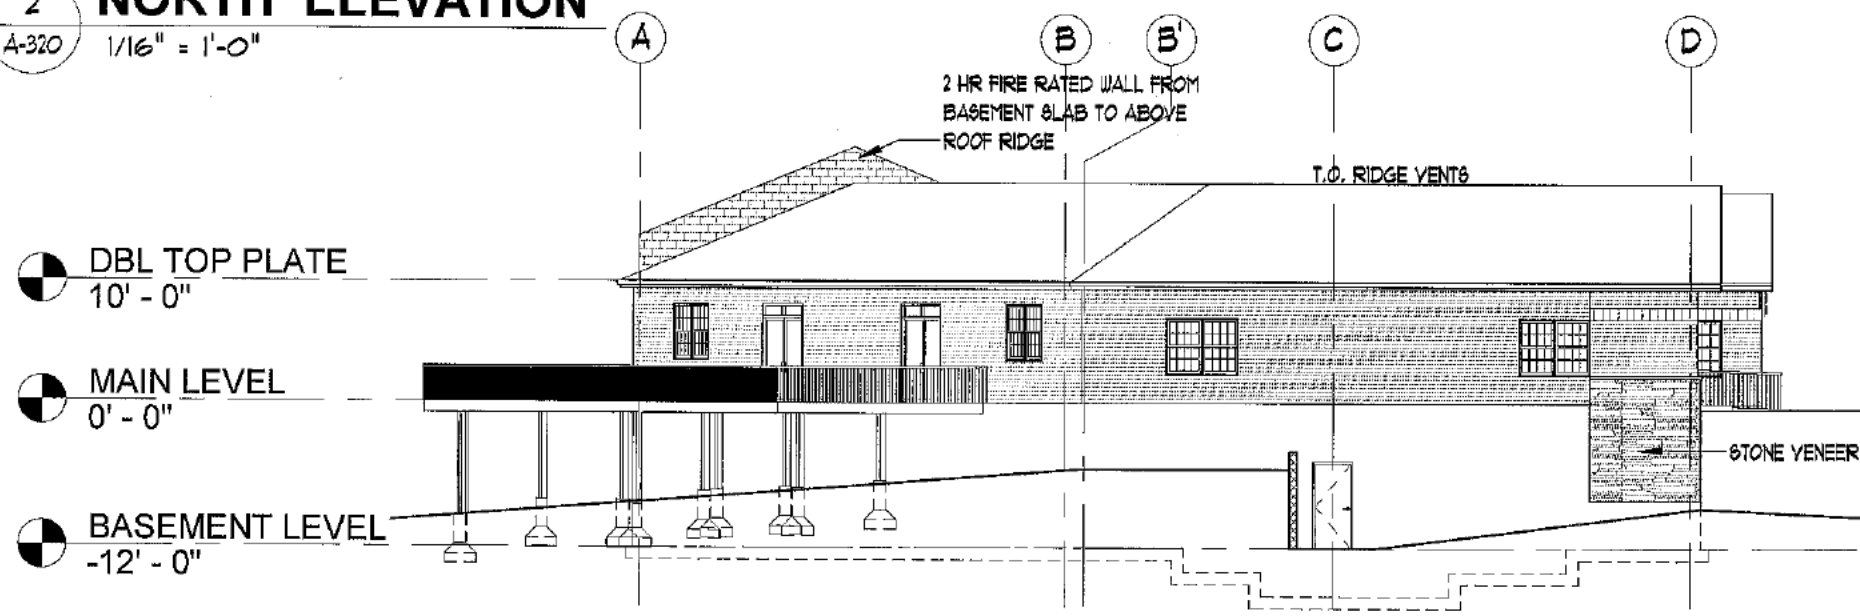 2 NORTH ELEVATION
A-320 1/16" = 1'-0"
A
B
B'
C
D
2 HR FIRE RATED WALL FROM
BASEMENT SLAB TO ABOVE
ROOF RIDGE
T.O. RIDGE VENTS
DBL TOP PLATE
10' - 0"
MAIN LEVEL
0' - 0"
STONE VENEER
BASEMENT LEVEL
-12' - 0"